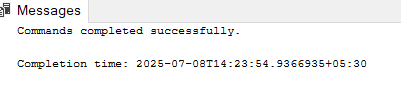 Messages
Commands completed successfully.
Completion time: 2025-07-08T14:23:54.9366935+05:30